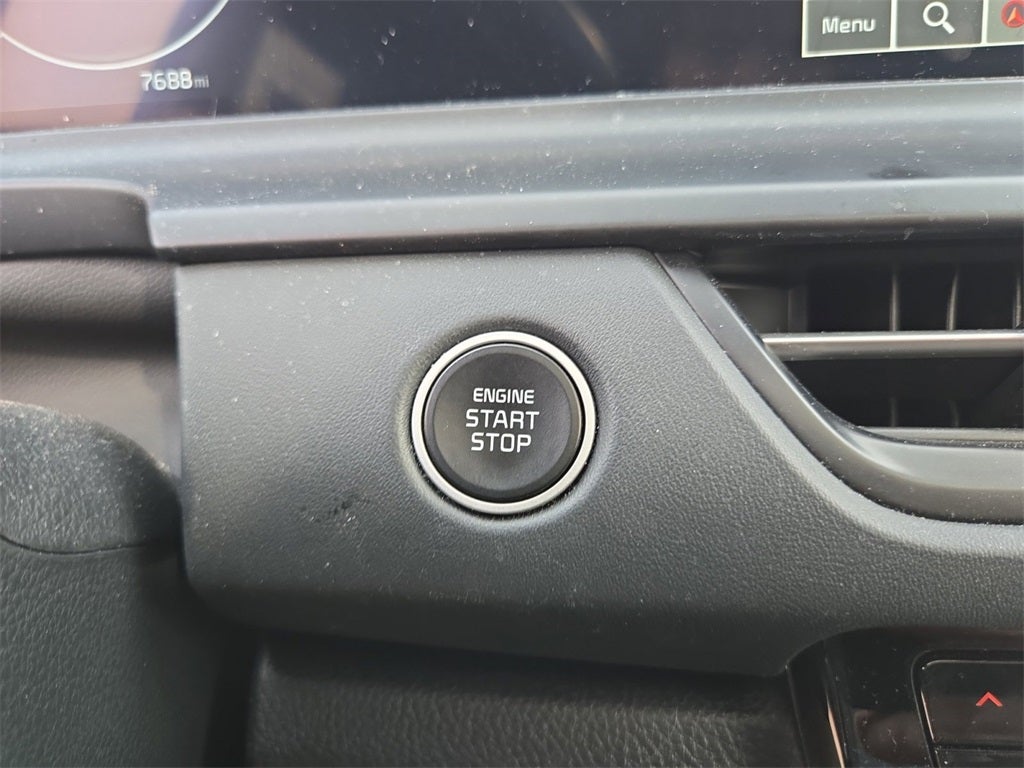 7688 mi
Menu
ENGINE
START
STOP